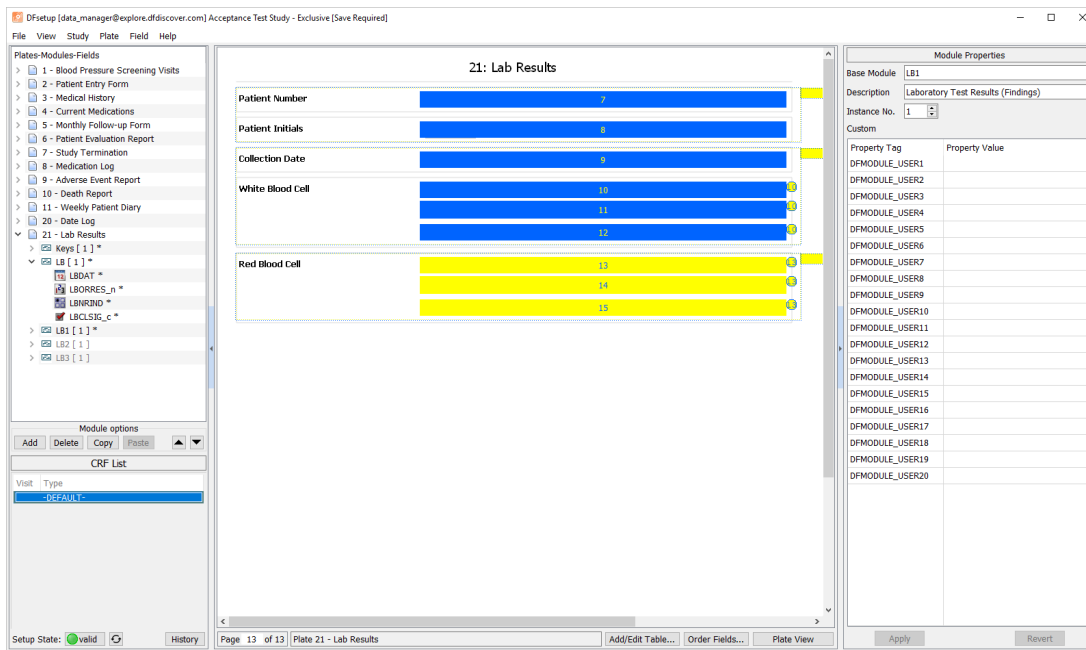 DFsetup [data_manager@explore.dfdiscover.com] Acceptance Test Study - Exclusive [Save Required]
File View Study Plate Field Help
Plates-Modules-Fields
1 - Blood Pressure Screening Visits
2 - Patient Entry Form
3 - Medical History
4 - Current Medications
5 - Monthly Follow-up Form
6 - Patient Evaluation Report
7 - Study Termination
8 - Medication Log
9 - Adverse Event Report
10 - Death Report
11 - Weekly Patient Diary
20 - Date Log
21 - Lab Results
Keys [ 1 ] *
LB [ 1 ] *
LBDAT *
LBORRES_n *
LBNRIND *
LBCLSIG_c *
LB1 [ 1 ] *
LB2 [ 1 ]
LB3 [ 1 ]
Module options
Add Delete Copy Paste
CRF List
Visit Type
-DEFAULT-
Setup State: valid History
21: Lab Results
Patient Number 7
Patient Initials 8
Collection Date 9
White Blood Cell 10 10
11 10
12 10
Red Blood Cell 13 13
14 13
15 13
Page 13 of 13 Plate 21 - Lab Results Add/Edit Table... Order Fields... Plate View
Module Properties
Base Module LB1
Description Laboratory Test Results (Findings)
Instance No. 1
Custom
Property Tag Property Value
DFMODULE_USER1
DFMODULE_USER2
DFMODULE_USER3
DFMODULE_USER4
DFMODULE_USER5
DFMODULE_USER6
DFMODULE_USER7
DFMODULE_USER8
DFMODULE_USER9
DFMODULE_USER10
DFMODULE_USER11
DFMODULE_USER12
DFMODULE_USER13
DFMODULE_USER14
DFMODULE_USER15
DFMODULE_USER16
DFMODULE_USER17
DFMODULE_USER18
DFMODULE_USER19
DFMODULE_USER20
Apply Revert